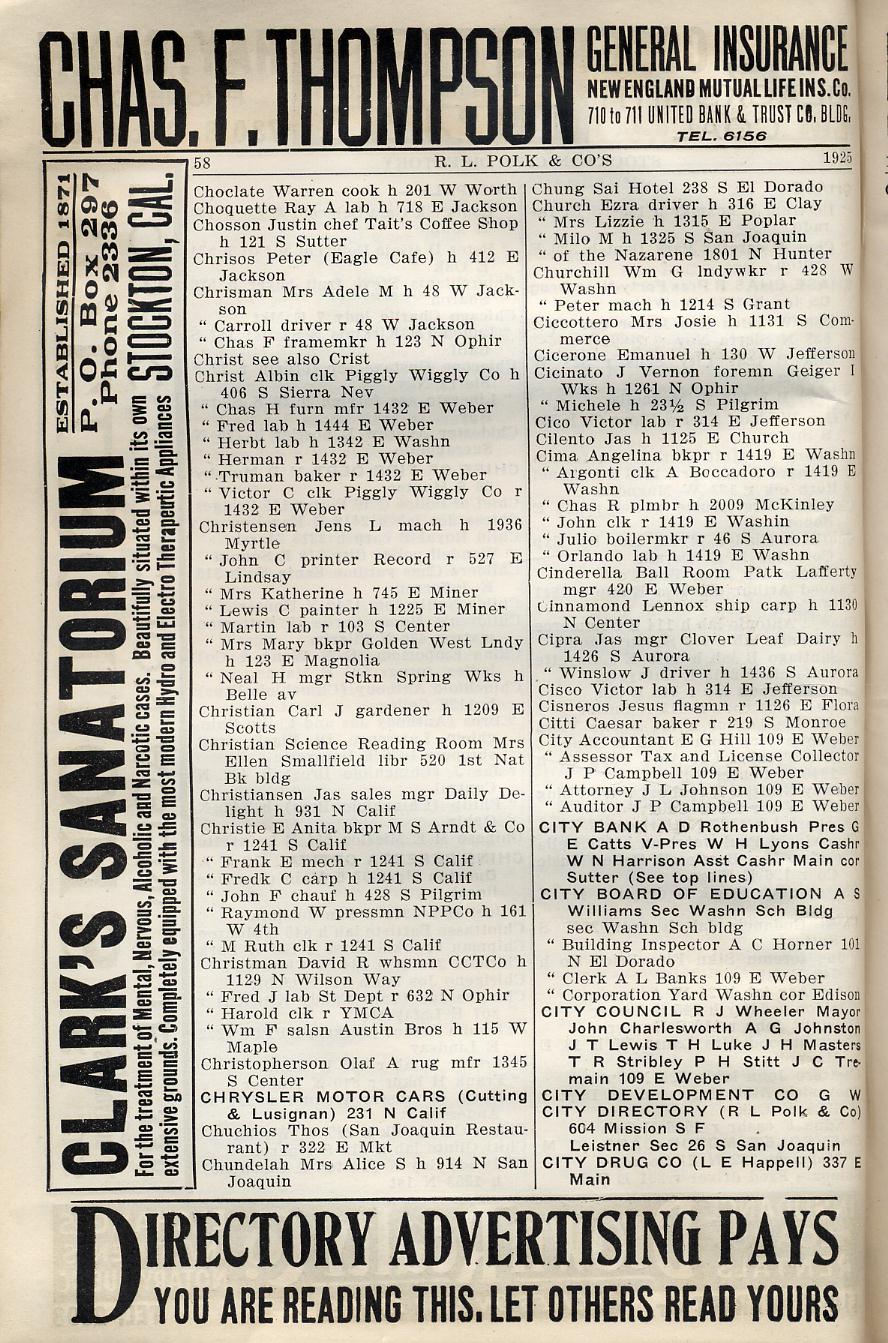 CHAS. F. THOMPSON
GENERAL INSURANCE
NEW ENGLAND MUTUAL LIFE INS. Co.
710 to 711 UNITED BANK & TRUST CO. BLDG.
TEL. 6156
58 R. L. POLK & CO'S 1925
CLARK'S SANATORIUM
ESTABLISHED 1871
P. O. Box 297
Phone 2336
STOCKTON, CAL.
For the treatment of Mental, Nervous, Alcoholic and Narcotic cases. Beautifully situated within its own
extensive grounds. Completely equipped with the most modern Hydro and Electro Therapeutic Appliances
Choclate Warren cook h 201 W Worth
Choquette Ray A lab h 718 E Jackson
Chosson Justin chef Tait's Coffee Shop
h 121 S Sutter
Chrisos Peter (Eagle Cafe) h 412 E
Jackson
Chrisman Mrs Adele M h 48 W Jack-
son
“ Carroll driver r 48 W Jackson
“ Chas F framemkr h 123 N Ophir
Christ see also Crist
Christ Albin clk Piggly Wiggly Co h
406 S Sierra Nev
“ Chas H furn mfr 1432 E Weber
“ Fred lab h 1444 E Weber
“ Herbt lab h 1342 E Washn
“ Herman r 1432 E Weber
“ Truman baker r 1432 E Weber
“ Victor C clk Piggly Wiggly Co r
1432 E Weber
Christensen Jens L mach h 1936
Myrtle
“ John C printer Record r 527 E
Lindsay
“ Mrs Katherine h 745 E Miner
“ Lewis C painter h 1225 E Miner
“ Martin lab r 103 S Center
“ Mrs Mary bkpr Golden West Lndy
h 123 E Magnolia
“ Neal H mgr Stkn Spring Wks h
Belle av
Christian Carl J gardener h 1209 E
Scotts
Christian Science Reading Room Mrs
Ellen Smallfield libr 520 1st Nat
Bk bldg
Christiansen Jas sales mgr Daily De-
light h 931 N Calif
Christie E Anita bkpr M S Arndt & Co
r 1241 S Calif
“ Frank E mech r 1241 S Calif
“ Fredk C carp h 1241 S Calif
“ John F chauf h 428 S Pilgrim
“ Raymond W pressmn NPPCo h 161
W 4th
“ M Ruth clk r 1241 S Calif
Christman David R whsmn CCTCo h
1129 N Wilson Way
“ Fred J lab St Dept r 632 N Ophir
“ Harold clk r YMCA
“ Wm F salsn Austin Bros h 115 W
Maple
Christopherson Olaf A rug mfr 1345
S Center
CHRYSLER MOTOR CARS (Cutting
& Lusignan) 231 N Calif
Chuchios Thos (San Joaquin Restau-
rant) r 322 E Mkt
Chundelah Mrs Alice S h 914 N San
Joaquin
Chung Sai Hotel 238 S El Dorado
Church Ezra driver h 316 E Clay
“ Mrs Lizzie h 1315 E Poplar
“ Milo M h 1325 S San Joaquin
“ of the Nazarene 1801 N Hunter
Churchill Wm G lndywkr r 428 W
Washn
“ Peter mach h 1214 S Grant
Ciccottero Mrs Josie h 1131 S Com-
merce
Cicerone Emanuel h 130 W Jefferson
Cicinato J Vernon foremn Geiger I
Wks h 1261 N Ophir
“ Michele h 23½ S Pilgrim
Cico Victor lab r 314 E Jefferson
Cilento Jas h 1125 E Church
Cima Angelina bkpr r 1419 E Washn
“ Argonti clk A Boccadoro r 1419 E
Washn
“ Chas R plmbr h 2009 McKinley
“ John clk r 1419 E Washin
“ Julio boilermkr r 46 S Aurora
“ Orlando lab h 1419 E Washn
Cinderella Ball Room Patk Lafferty
mgr 420 E Weber
Cinnamond Lennox ship carp h 1130
N Center
Cipra Jas mgr Clover Leaf Dairy h
1426 S Aurora
“ Winslow J driver h 1436 S Aurora
Cisco Victor lab h 314 E Jefferson
Cisneros Jesus flagmn r 1126 E Flora
Citti Caesar baker r 219 S Monroe
City Accountant E G Hill 109 E Weber
“ Assessor Tax and License Collector
J P Campbell 109 E Weber
“ Attorney J L Johnson 109 E Weber
“ Auditor J P Campbell 109 E Weber
CITY BANK A D Rothenbush Pres G
E Catts V-Pres W H Lyons Cashr
W N Harrison Asst Cashr Main cor
Sutter (See top lines)
CITY BOARD OF EDUCATION A S
Williams Sec Washn Sch Bldg
sec Washn Sch bldg
“ Building Inspector A C Horner 101
N El Dorado
“ Clerk A L Banks 109 E Weber
“ Corporation Yard Washn cor Edison
CITY COUNCIL R J Wheeler Mayor
John Charlesworth A G Johnston
J T Lewis T H Luke J H Masters
T R Stribley P H Stitt J C Tre-
main 109 E Weber
CITY DEVELOPMENT CO G W
CITY DIRECTORY (R L Polk & Co)
604 Mission S F
Leistner Sec 26 S San Joaquin
CITY DRUG CO (L E Happell) 337 E
Main
DIRECTORY ADVERTISING PAYS
YOU ARE READING THIS. LET OTHERS READ YOURS